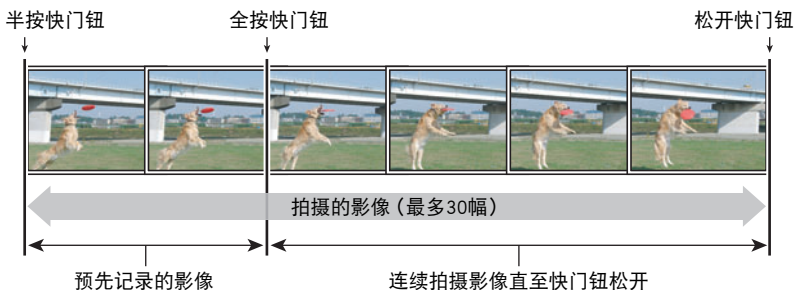 半按快门钮
全按快门钮
松开快门钮
拍摄的影像（最多30幅）
预先记录的影像
连续拍摄影像直至快门钮松开